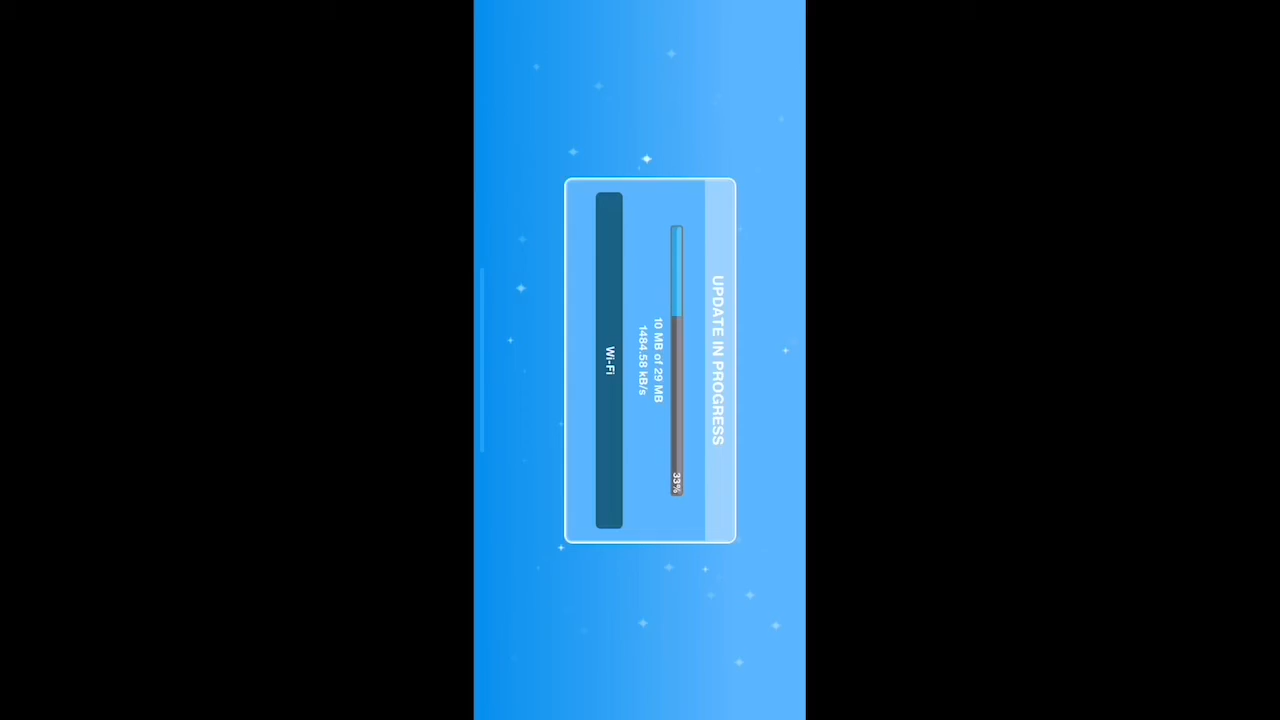 UPDATE IN PROGRESS
33%
10 MB of 29 MB
1484.58 kB/s
Wi-Fi